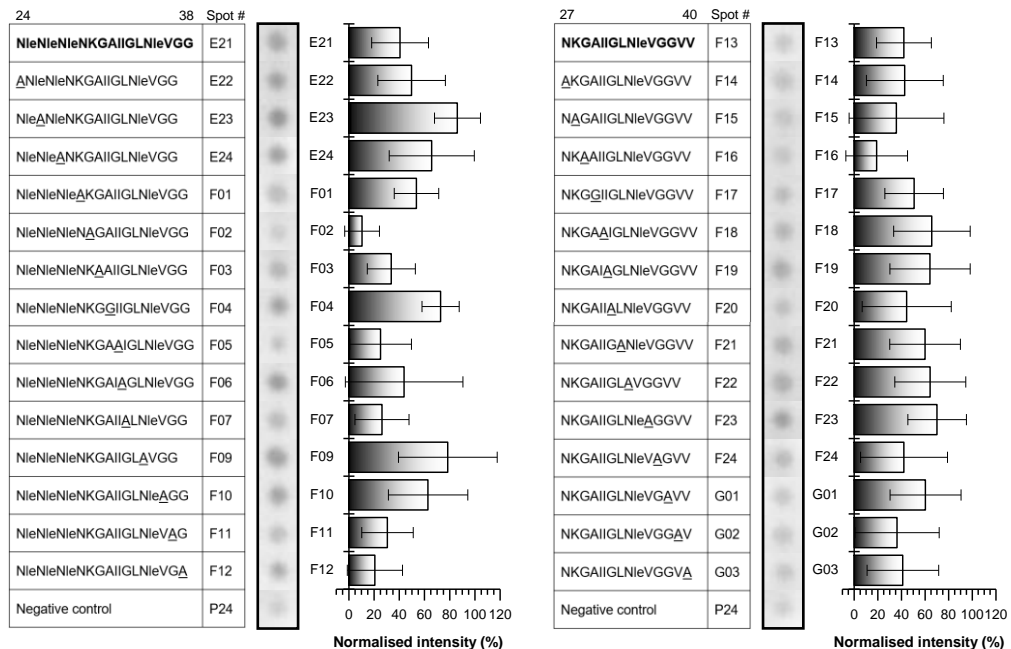 24 38 Spot #
NleNleNleNKGAIIGLNleVGG E21 E21
ANleNleNKGAIIGLNleVGG E22 E22
NleANleNKGAIIGLNleVGG E23 E23
NleNleANKGAIIGLNleVGG E24 E24
NleNleNleAKGAIIGLNleVGG F01 F01
NleNleNleNAGAIIGLNleVGG F02 F02
NleNleNleNKAAIIGLNleVGG F03 F03
NleNleNleNKGGIIGLNleVGG F04 F04
NleNleNleNKGAAIGLNleVGG F05 F05
NleNleNleNKGAIAGLNleVGG F06 F06
NleNleNleNKGAIIALNleVGG F07 F07
NleNleNleNKGAIIGLAVGG F09 F09
NleNleNleNKGAIIGLNleAGG F10 F10
NleNleNleNKGAIIGLNleVAG F11 F11
NleNleNleNKGAIIGLNleVGA F12 F12
Negative control P24
0 20 40 60 80 100 120
Normalised intensity (%)
27 40 Spot #
NKGAIIGLNleVGGVV F13 F13
AKGAIIGLNleVGGVV F14 F14
NAGAIIGLNleVGGVV F15 F15
NKAAIIGLNleVGGVV F16 F16
NKGGIIGLNleVGGVV F17 F17
NKGAAIGLNleVGGVV F18 F18
NKGAIAGLNleVGGVV F19 F19
NKGAIIALNleVGGVV F20 F20
NKGAIIGANleVGGVV F21 F21
NKGAIIGLAVGGVV F22 F22
NKGAIIGLNleAGGVV F23 F23
NKGAIIGLNleVAGVV F24 F24
NKGAIIGLNleVGAVV G01 G01
NKGAIIGLNleVGGAV G02 G02
NKGAIIGLNleVGGVA G03 G03
Negative control P24
0 20 40 60 80 100 120
Normalised intensity (%)